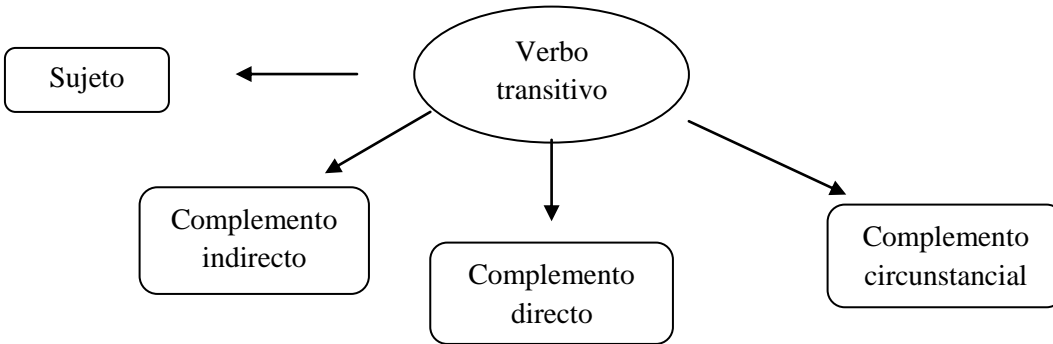 Verbo
transitivo
Sujeto
Complemento
indirecto
Complemento
directo
Complemento
circunstancial